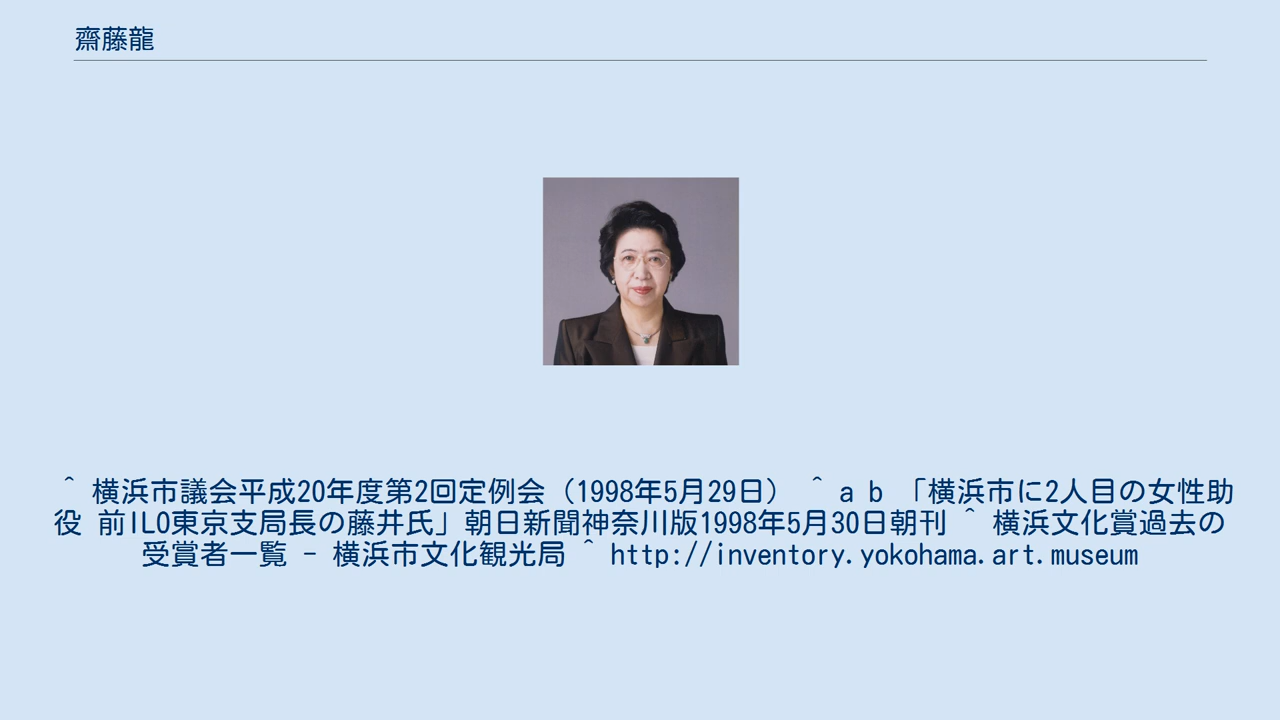 齋藤龍
^ 横浜市議会平成20年度第2回定例会（1998年5月29日） ^ a b 「横浜市に2人目の女性助
役 前ILO東京支局長の藤井氏」朝日新聞神奈川版1998年5月30日朝刊 ^ 横浜文化賞過去の
受賞者一覧 - 横浜市文化観光局 ^ http://inventory.yokohama.art.museum